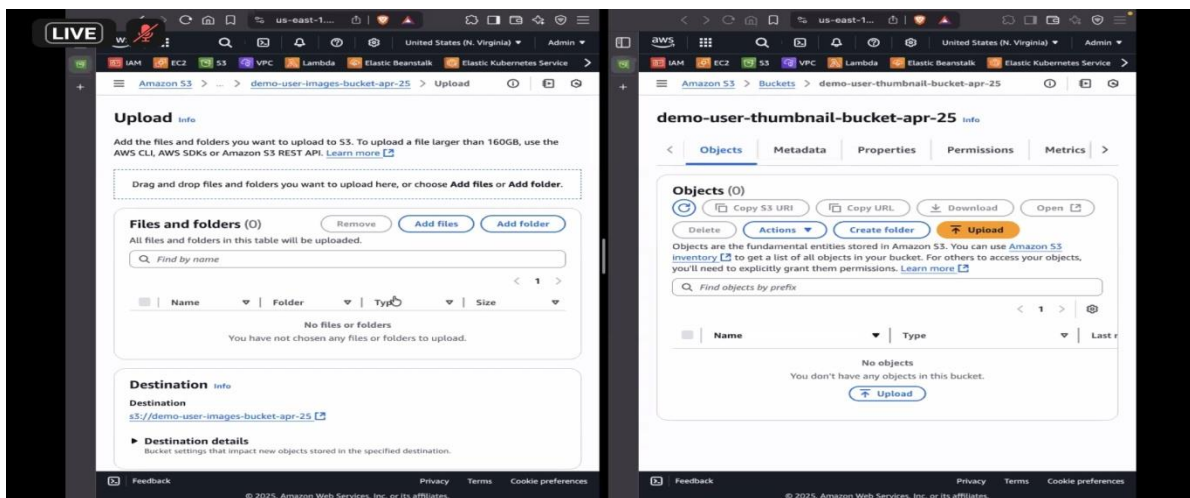 LIVE
us-east-1...
United States (N. Virginia) Admin
IAM EC2 S3 VPC Lambda Elastic Beanstalk Elastic Kubernetes Service
Amazon S3 > ... > demo-user-images-bucket-apr-25 > Upload
Upload Info
Add the files and folders you want to upload to S3. To upload a file larger than 160GB, use the
AWS CLI, AWS SDKs or Amazon S3 REST API. Learn more
Drag and drop files and folders you want to upload here, or choose Add files or Add folder.
Files and folders (0) Remove Add files Add folder
All files and folders in this table will be uploaded.
Find by name
< 1 >
Name Folder Type Size
No files or folders
You have not chosen any files or folders to upload.
Destination Info
Destination
s3://demo-user-images-bucket-apr-25
Destination details
Bucket settings that impact new objects stored in the specified destination.
Feedback Privacy Terms Cookie preferences
© 2025, Amazon Web Services, Inc. or its affiliates.
us-east-1...
aws United States (N. Virginia) Admin
IAM EC2 S3 VPC Lambda Elastic Beanstalk Elastic Kubernetes Service
Amazon S3 > Buckets > demo-user-thumbnail-bucket-apr-25
demo-user-thumbnail-bucket-apr-25 Info
Objects Metadata Properties Permissions Metrics
Objects (0)
Copy S3 URI Copy URL Download Open
Delete Actions Create folder Upload
Objects are the fundamental entities stored in Amazon S3. You can use Amazon S3
inventory to get a list of all objects in your bucket. For others to access your objects,
you'll need to explicitly grant them permissions. Learn more
Find objects by prefix
< 1 >
Name Type Last
No objects
You don't have any objects in this bucket.
Upload
Feedback Privacy Terms Cookie preferences
© 2025, Amazon Web Services, Inc. or its affiliates.